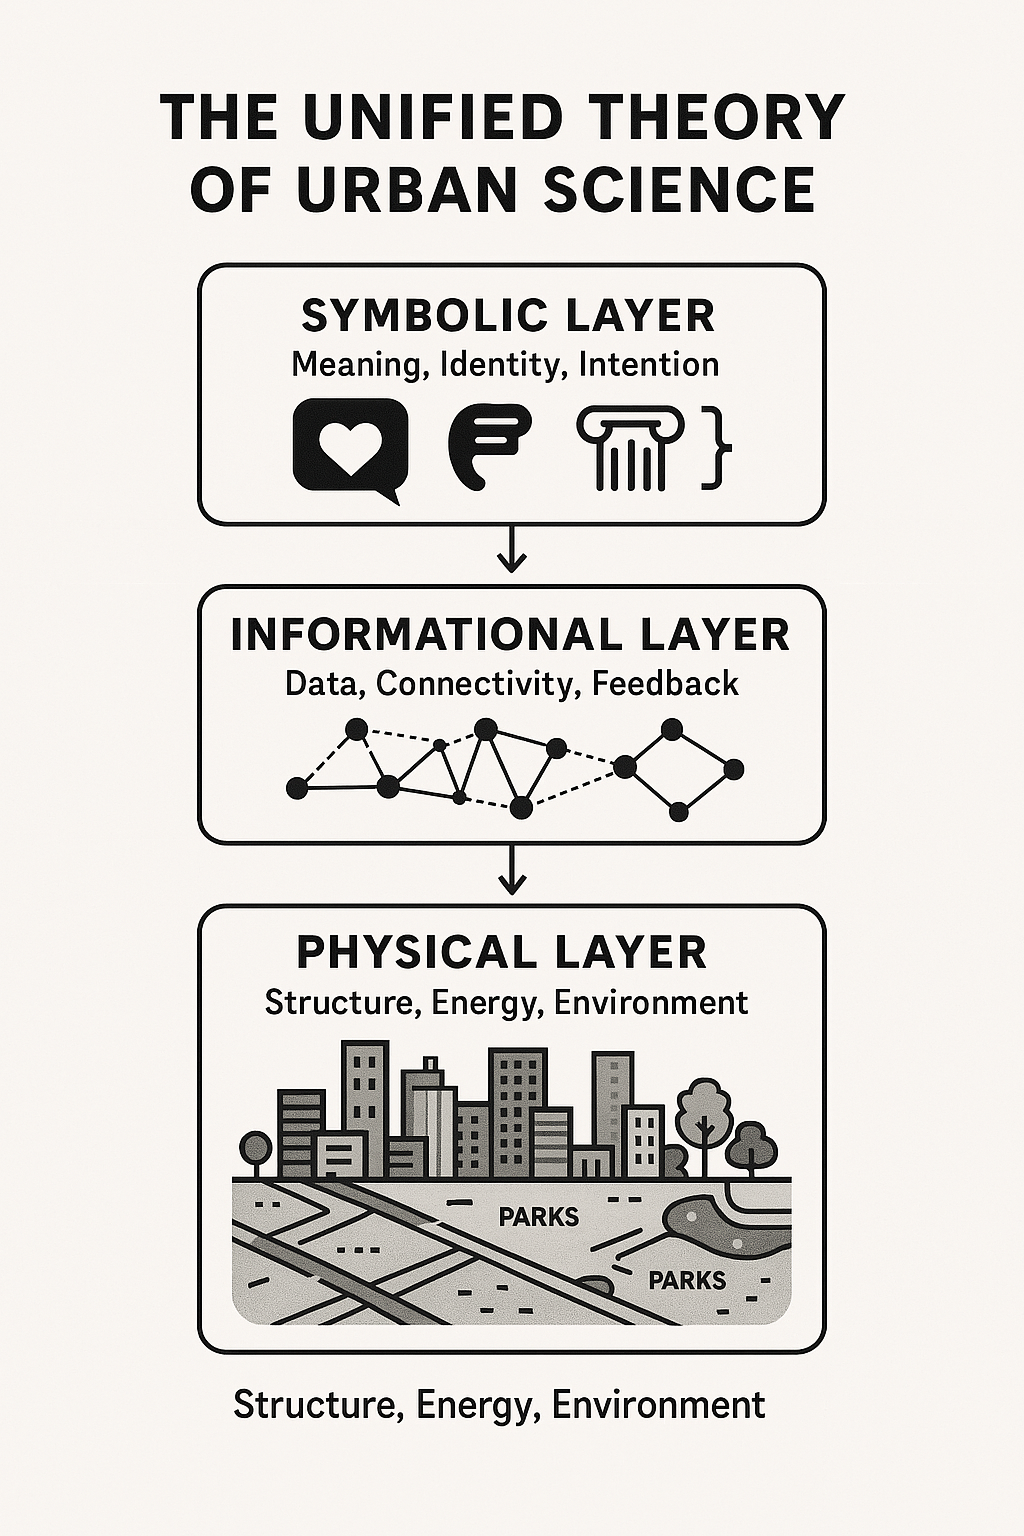 THE UNIFIED THEORY
OF URBAN SCIENCE
SYMBOLIC LAYER
Meaning, Identity, Intention
}
INFORMATIONAL LAYER
Data, Connectivity, Feedback
PHYSICAL LAYER
Structure, Energy, Environment
PARKS
PARKS
Structure, Energy, Environment